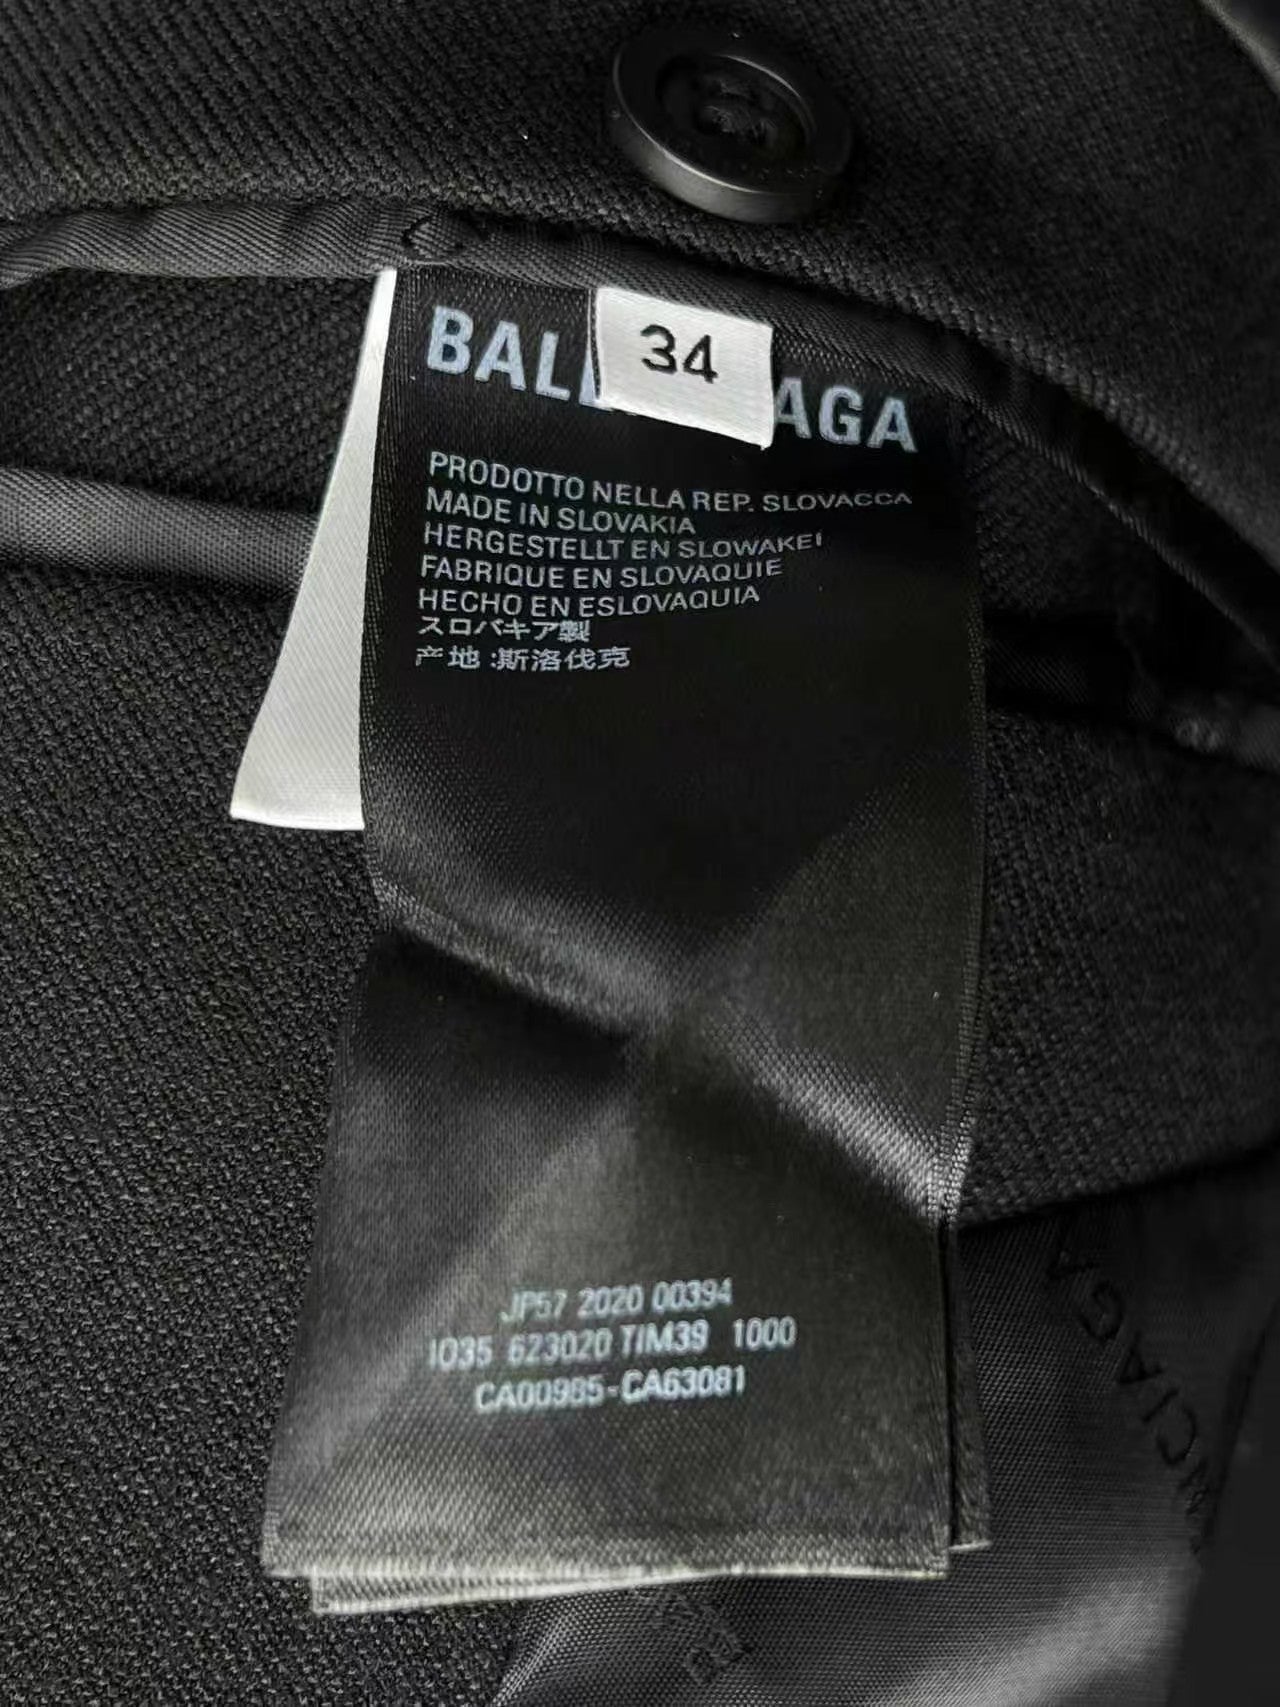 34
BAL AGA
PRODOTTO NELLA REP. SLOVACCA
MADE IN SLOVAKIA
HERGESTELLT EN SLOWAKEI
FABRIQUE EN SLOVAQUIE
HECHO EN ESLOVAQUIA
スロバキア製
产地:斯洛伐克
JP57 2020 00394
1035 623020 TIM39 1000
CA00985-CA63081